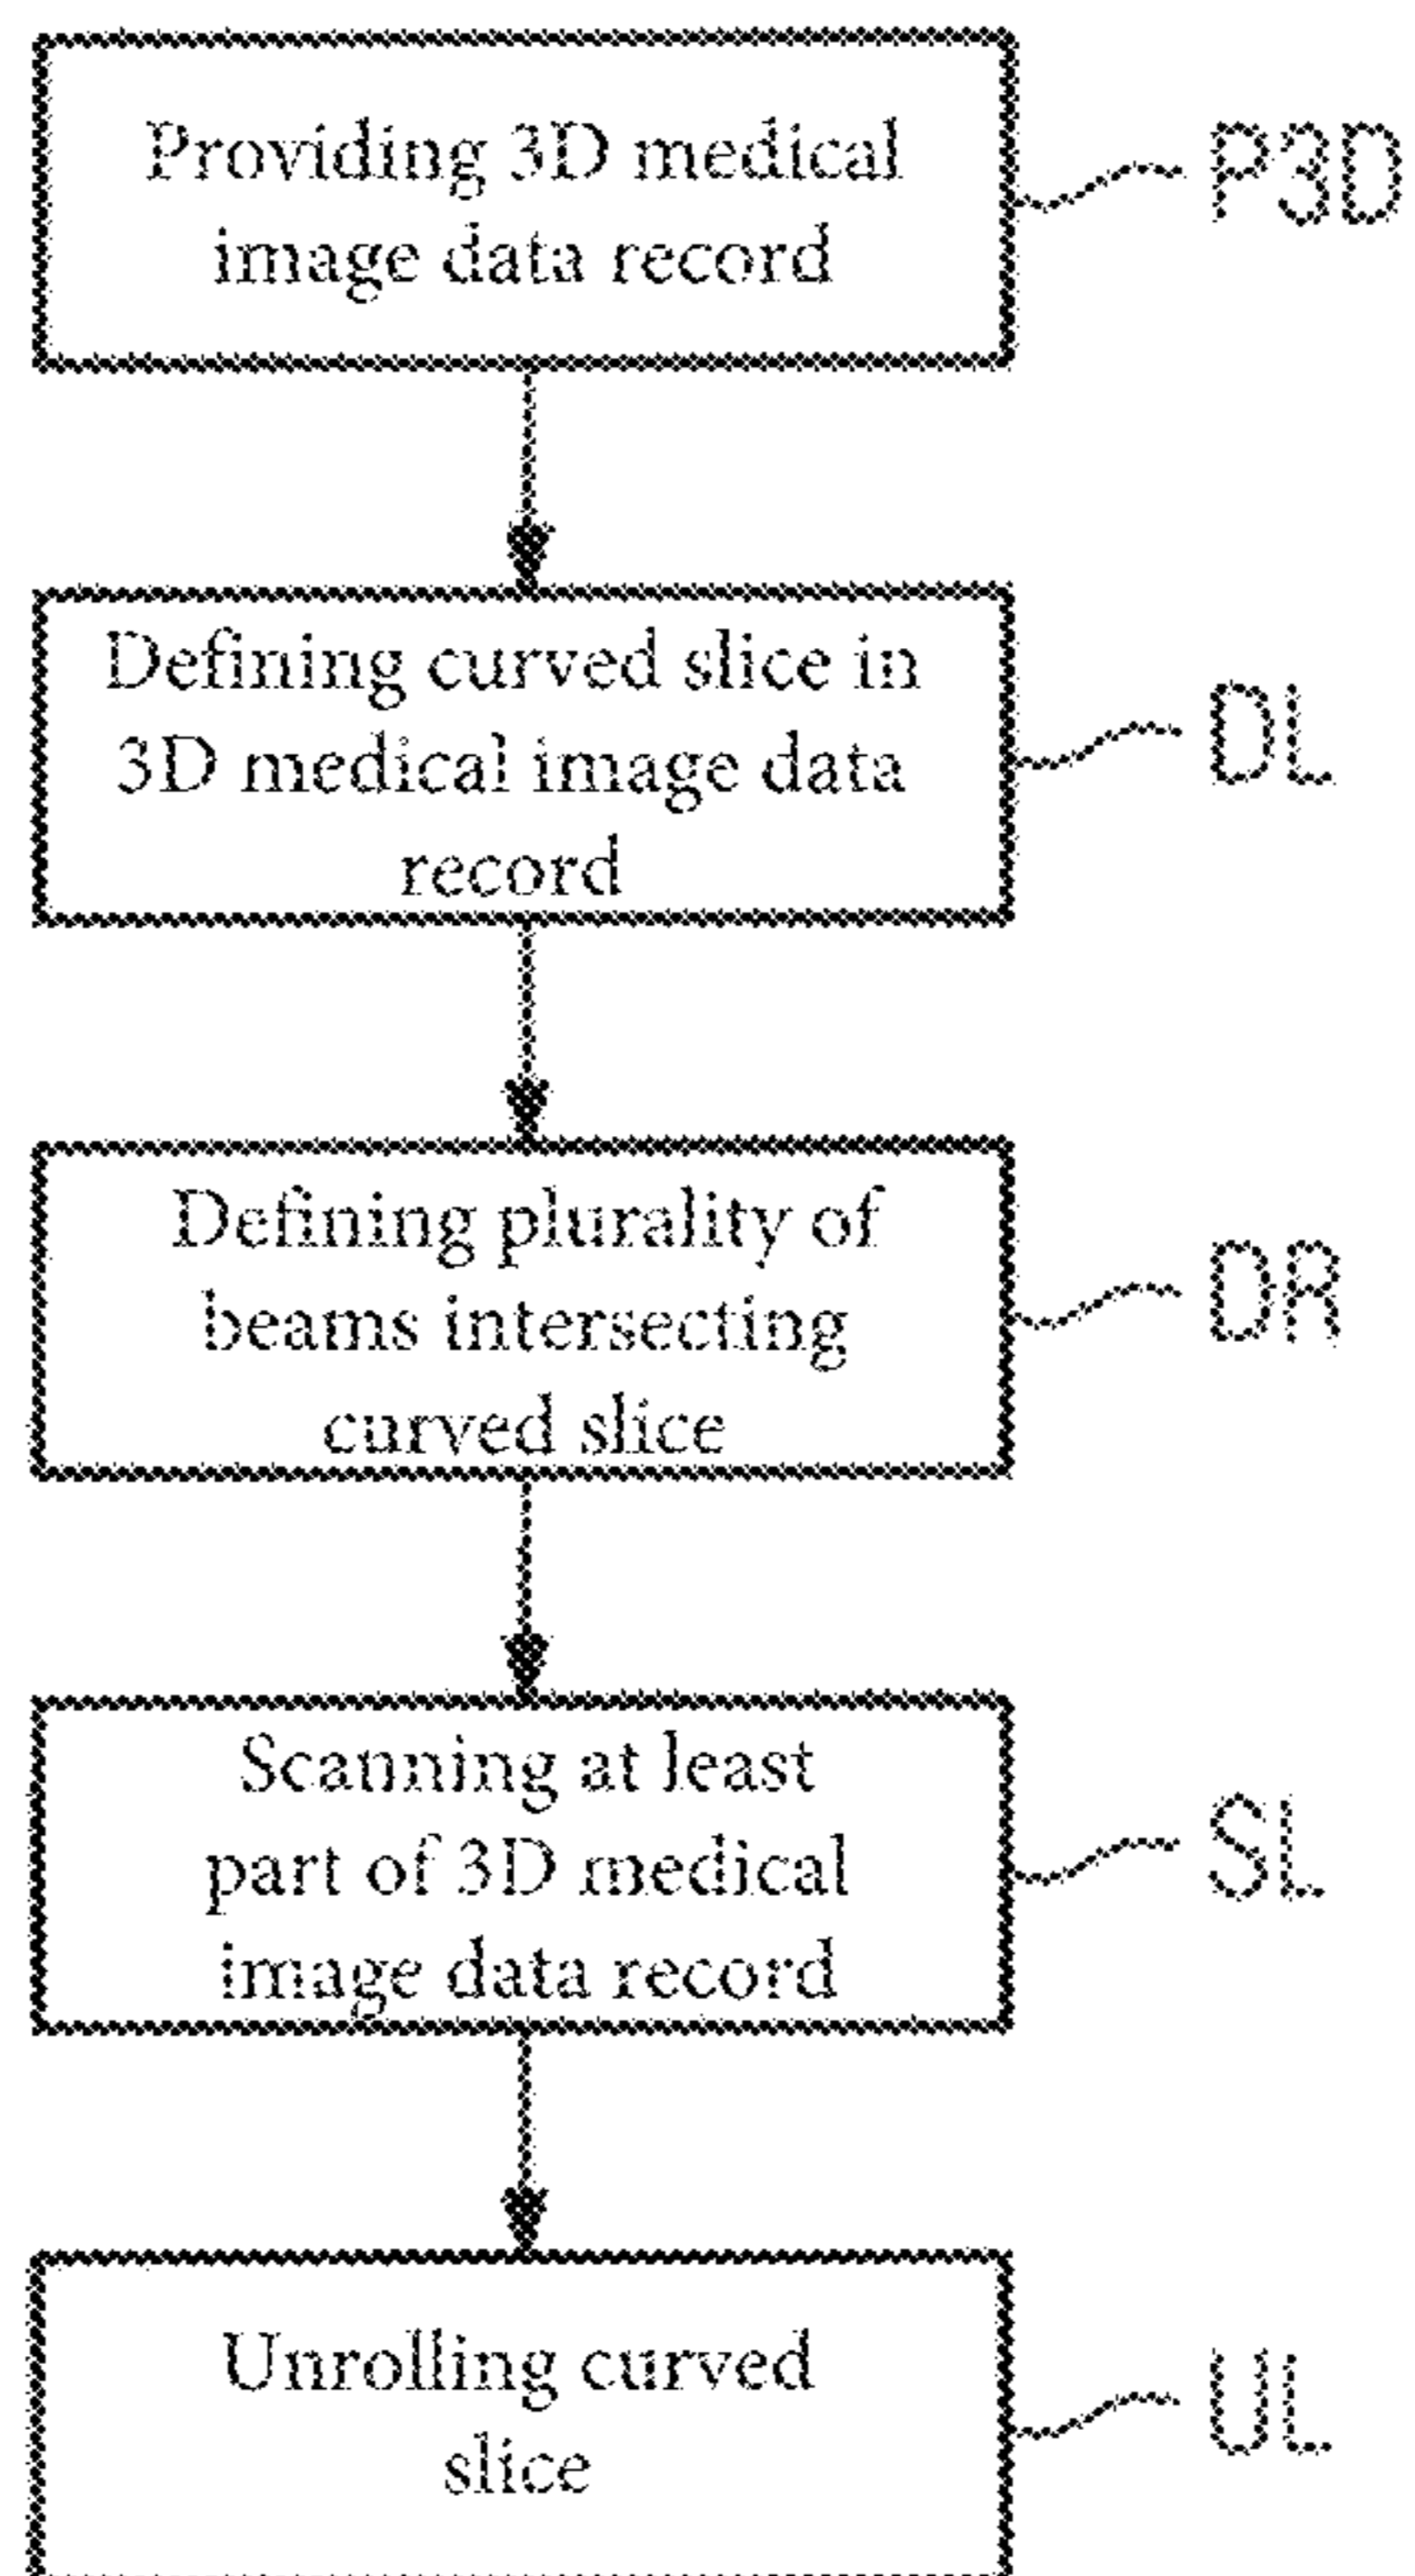 Providing 3D medical
image data record
P3D
Defining curved slice in
3D medical image data
record
DL
Defining plurality of
beams intersecting
curved slice
DR
Scanning at least
part of 3D medical
image data record
SL
Unrolling curved
slice
UL